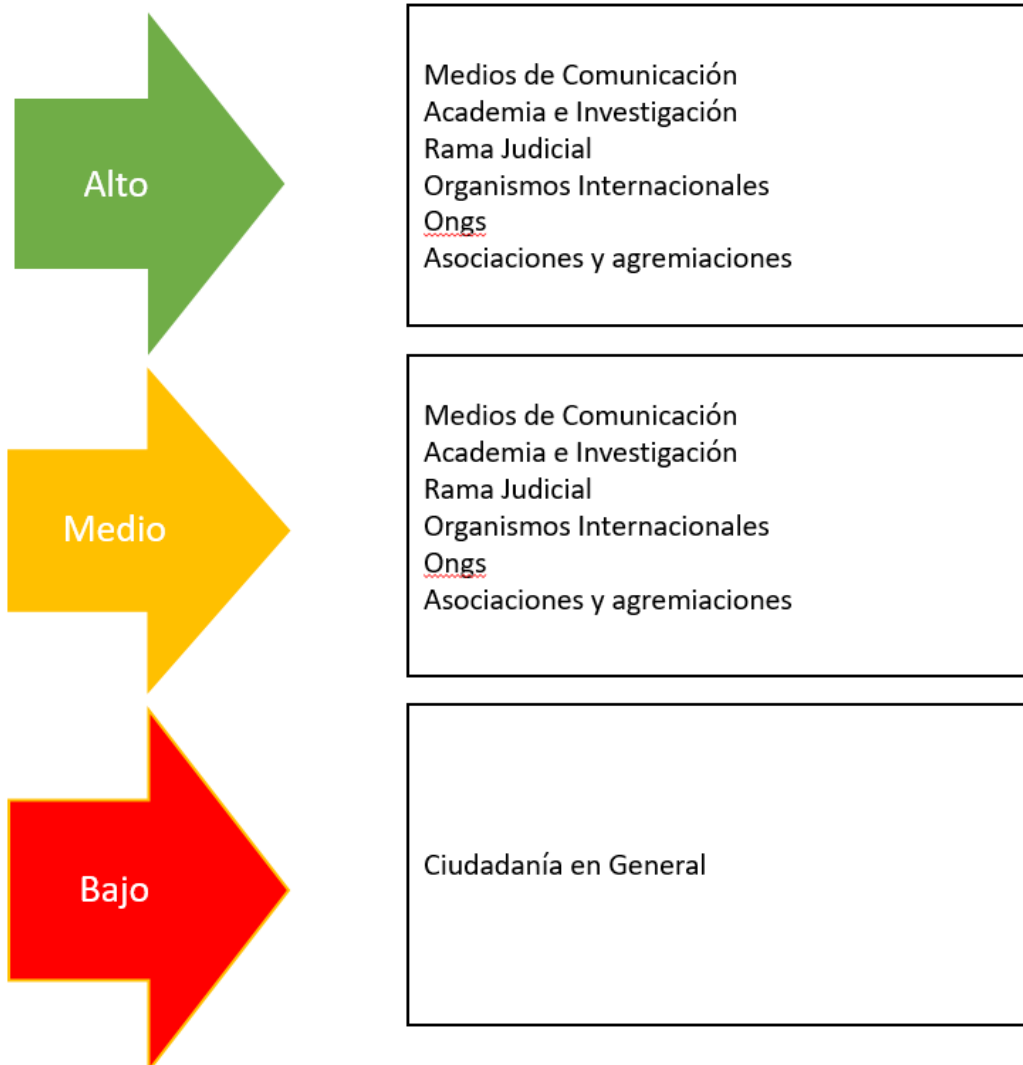 Alto
Medios de Comunicación
Academia e Investigación
Rama Judicial
Organismos Internacionales
Ongs
Asociaciones y agremiaciones
Medio
Medios de Comunicación
Academia e Investigación
Rama Judicial
Organismos Internacionales
Ongs
Asociaciones y agremiaciones
Bajo
Ciudadanía en General